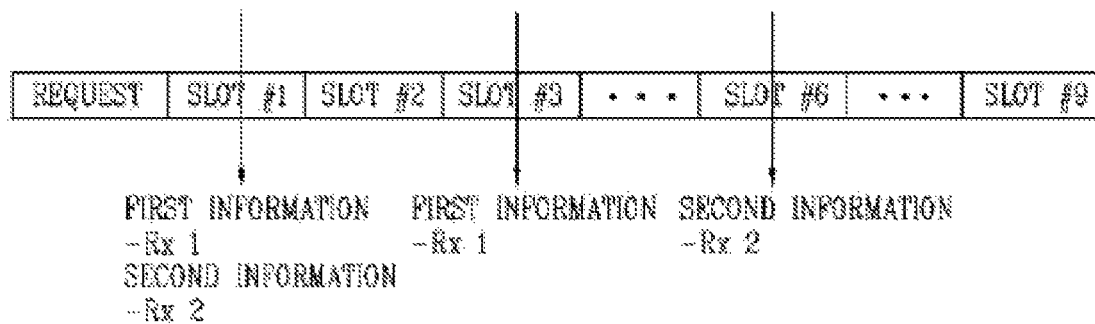 REQUEST SLOT #1 SLOT #2 SLOT #3 • • • SLOT #6 • • • SLOT #9
FIRST INFORMATION
-Rx 1
SECOND INFORMATION
-Rx 2
FIRST INFORMATION
-Rx 1
SECOND INFORMATION
-Rx 2